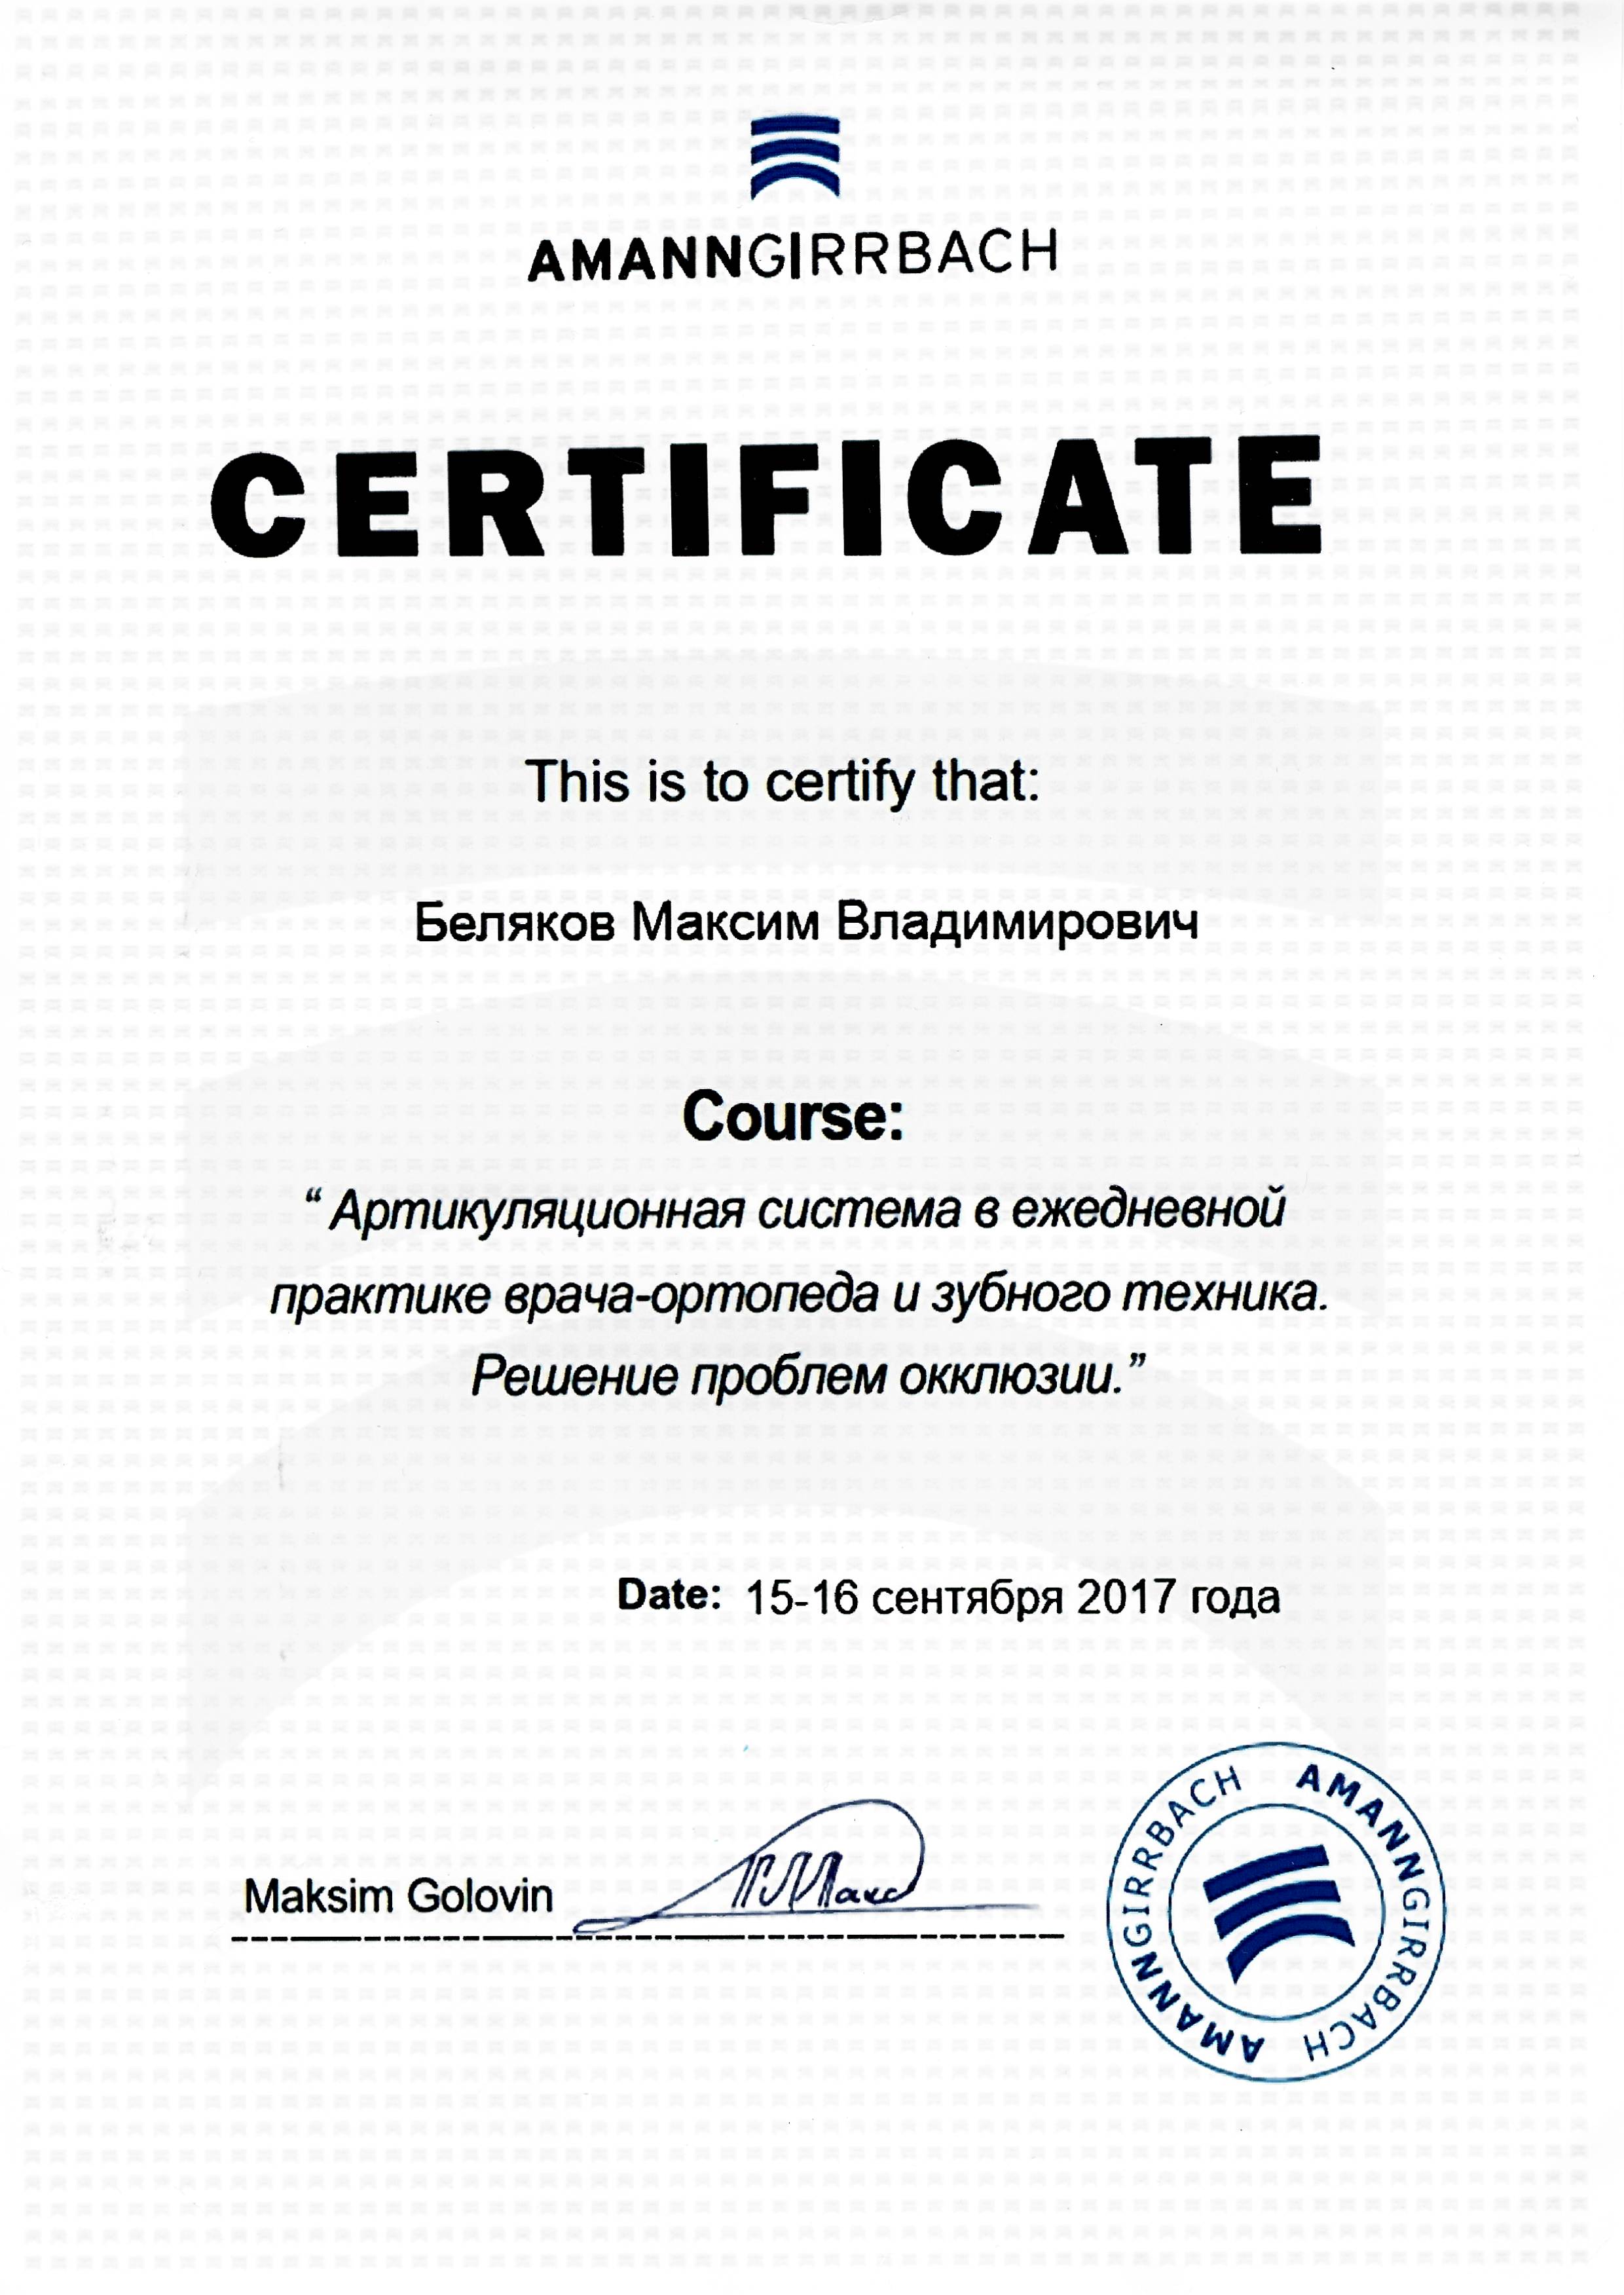 AMANNGIRRBACH
CERTIFICATE
This is to certify that:
Беляков Максим Владимирович
Course:
“ Артикуляционная система в ежедневной
практике врача-ортопеда и зубного техника.
Решение проблем окклюзии.”
Date: 15-16 сентября 2017 года
Maksim Golovin
AMANNGIRRBACH AMANNGIRRBACH